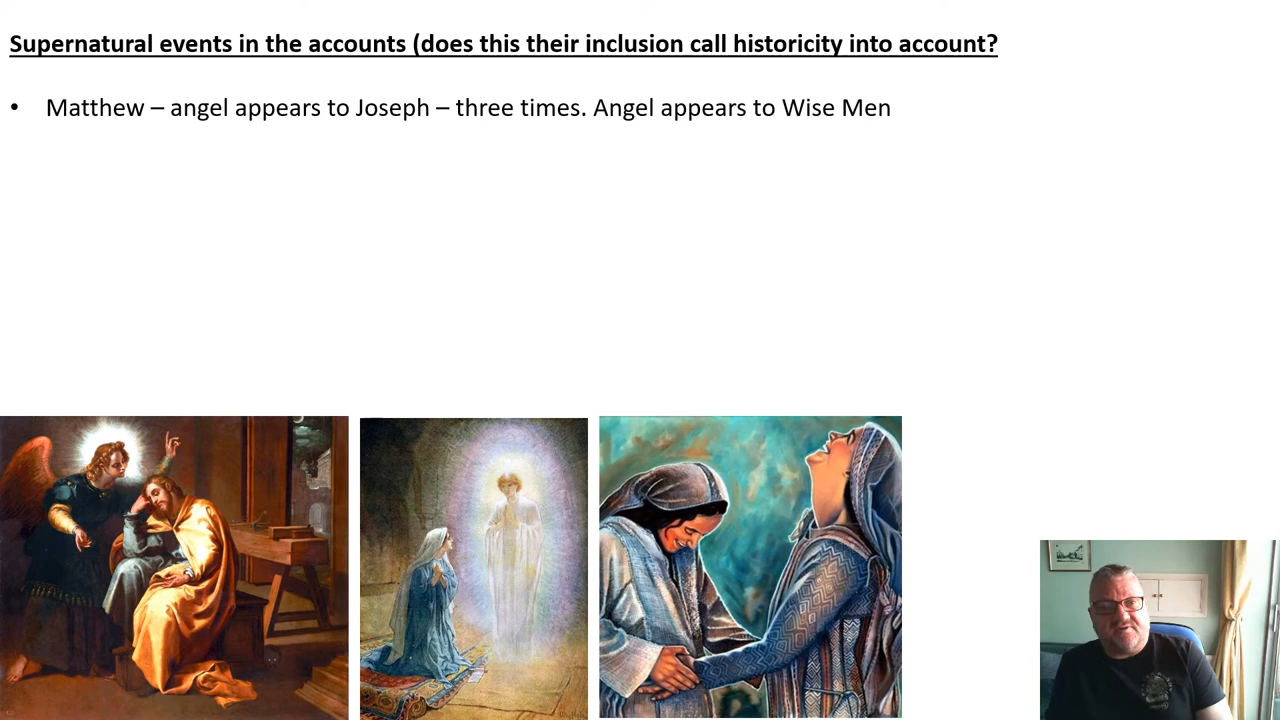 Supernatural events in the accounts (does this their inclusion call historicity into account?
• Matthew – angel appears to Joseph – three times. Angel appears to Wise Men